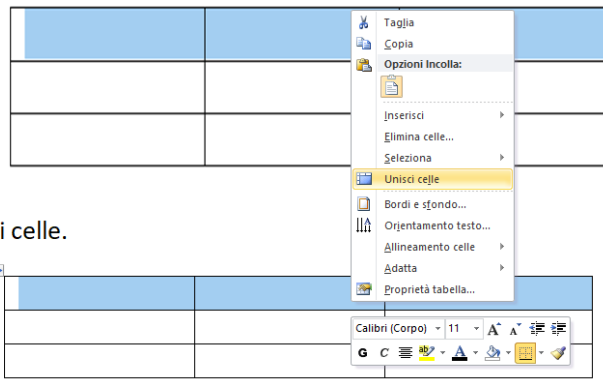 Taglia
Copia
Opzioni Incolla:
Inserisci
Elimina celle...
Seleziona
Unisci celle
Bordi e sfondo...
Orientamento testo...
Allineamento celle
Adatta
Proprietà tabella...
i celle.
Calibri (Corpo) 11 A A
G C ab A